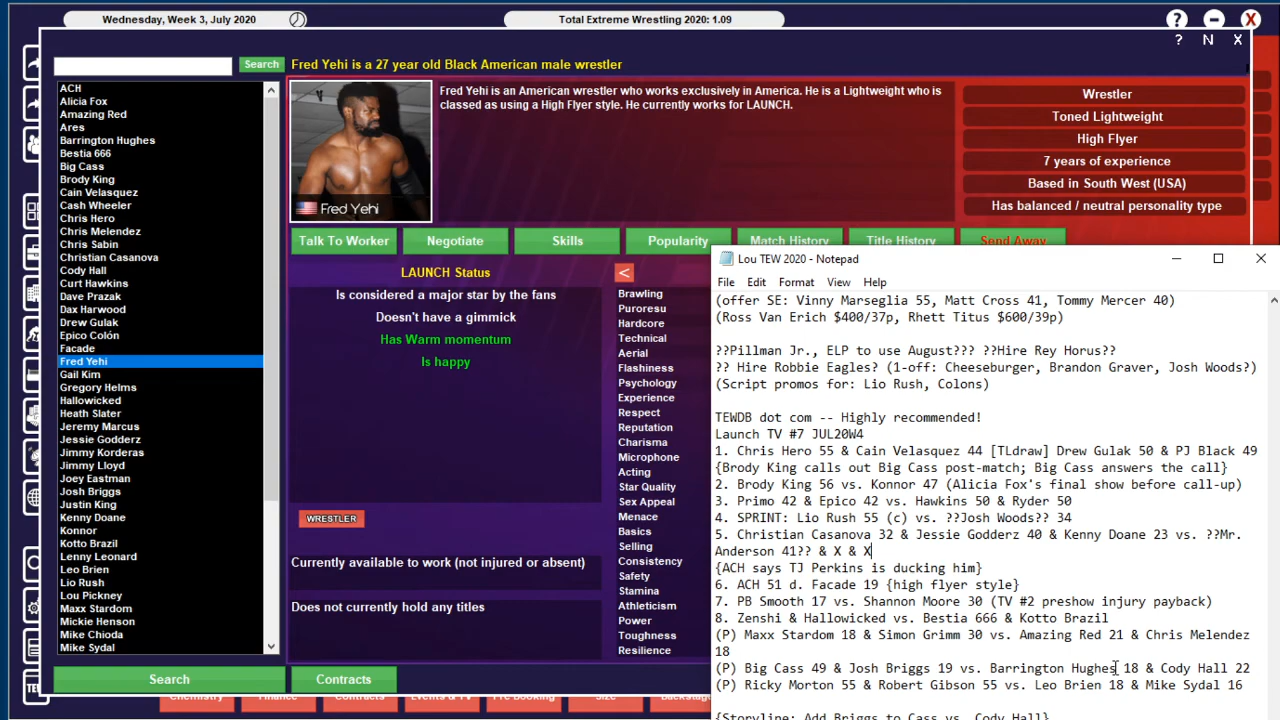 Wednesday, Week 3, July 2020
Total Extreme Wrestling 2020: 1.09
?
X
? N X
Search
Fred Yehi is a 27 year old Black American male wrestler
ACH
Alicia Fox
Amazing Red
Ares
Barrington Hughes
Bestia 666
Big Cass
Brody King
Cain Velasquez
Cash Wheeler
Chris Hero
Chris Melendez
Chris Sabin
Christian Casanova
Cody Hall
Curt Hawkins
Dave Prazak
Dax Harwood
Drew Gulak
Epico Colón
Facade
Fred Yehi
Gail Kim
Gregory Helms
Hallowicked
Heath Slater
Jeremy Marcus
Jessie Godderz
Jimmy Korderas
Jimmy Lloyd
Joey Eastman
Josh Briggs
Justin King
Kenny Doane
Konnor
Kotto Brazil
Lenny Leonard
Leo Brien
Lio Rush
Lou Pickney
Maxx Stardom
Mickie Henson
Mike Chioda
Mike Sydal
Search
Contracts
Fred Yehi
Fred Yehi is an American wrestler who works exclusively in America. He is a Lightweight who is
classed as using a High Flyer style. He currently works for LAUNCH.
Wrestler
Toned Lightweight
High Flyer
7 years of experience
Based in South West (USA)
Has balanced / neutral personality type
Talk To Worker
Negotiate
Skills
Popularity
Match History
Title History
Send Away
LAUNCH Status
Is considered a major star by the fans
Doesn't have a gimmick
Has Warm momentum
Is happy
WRESTLER
Currently available to work (not injured or absent)
Does not currently hold any titles
<
Brawling
Puroresu
Hardcore
Technical
Aerial
Flashiness
Psychology
Experience
Respect
Reputation
Charisma
Microphone
Acting
Star Quality
Sex Appeal
Menace
Basics
Selling
Consistency
Safety
Stamina
Athleticism
Power
Toughness
Resilience
Lou TEW 2020 - Notepad
File Edit Format View Help
(offer SE: Vinny Marseglia 55, Matt Cross 41, Tommy Mercer 40)
(Ross Van Erich $400/37p, Rhett Titus $600/39p)
??Pillman Jr., ELP to use August??? ??Hire Rey Horus??
?? Hire Robbie Eagles? (1-off: Cheeseburger, Brandon Graver, Josh Woods?)
(Script promos for: Lio Rush, Colons)
TEWDB dot com -- Highly recommended!
Launch TV #7 JUL20W4
1. Chris Hero 55 & Cain Velasquez 44 [TLdraw] Drew Gulak 50 & PJ Black 49
{Brody King calls out Big Cass post-match; Big Cass answers the call}
2. Brody King 56 vs. Konnor 47 (Alicia Fox's final show before call-up)
3. Primo 42 & Epico 42 vs. Hawkins 50 & Ryder 50
4. SPRINT: Lio Rush 55 (c) vs. ??Josh Woods?? 34
5. Christian Casanova 32 & Jessie Godderz 40 & Kenny Doane 23 vs. ??Mr.
Anderson 41?? & X & X
{ACH says TJ Perkins is ducking him}
6. ACH 51 d. Facade 19 {high flyer style}
7. PB Smooth 17 vs. Shannon Moore 30 (TV #2 preshow injury payback)
8. Zenshi & Hallowicked vs. Bestia 666 & Kotto Brazil
(P) Maxx Stardom 18 & Simon Grimm 30 vs. Amazing Red 21 & Chris Melendez
18
(P) Big Cass 49 & Josh Briggs 19 vs. Barrington Hughes 18 & Cody Hall 22
(P) Ricky Morton 55 & Robert Gibson 55 vs. Leo Brien 18 & Mike Sydal 16
{Storyline: Add Briggs to Cass vs. Cody Hall}